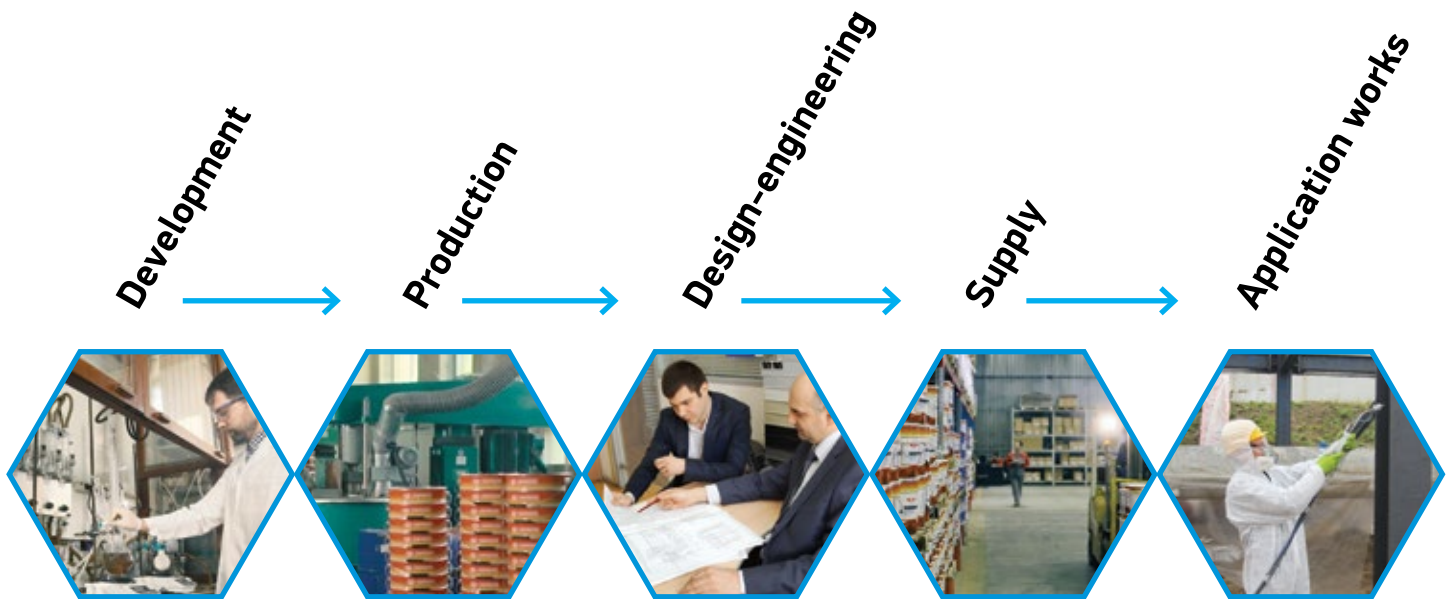 Development
Production
Design-engineering
Supply
Application works